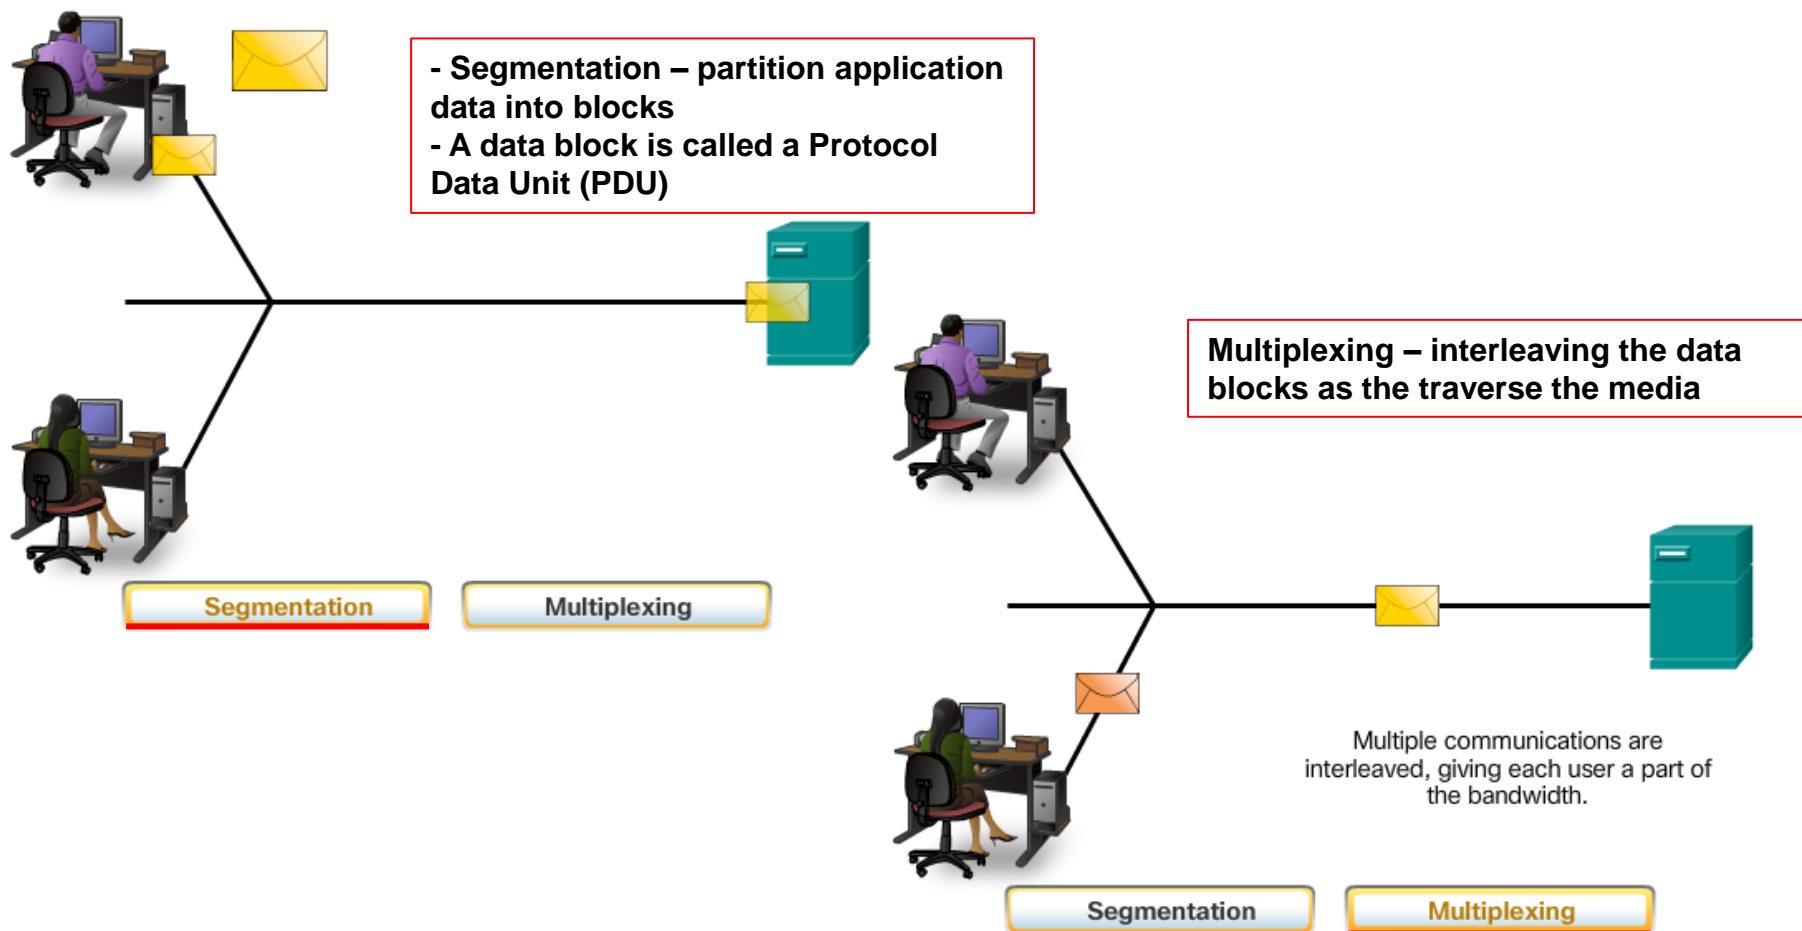 - Segmentation – partition application
data into blocks
- A data block is called a Protocol
Data Unit (PDU)
Segmentation
Multiplexing
Multiplexing – interleaving the data
blocks as the traverse the media
Multiple communications are
interleaved, giving each user a part of
the bandwidth.
Segmentation
Multiplexing